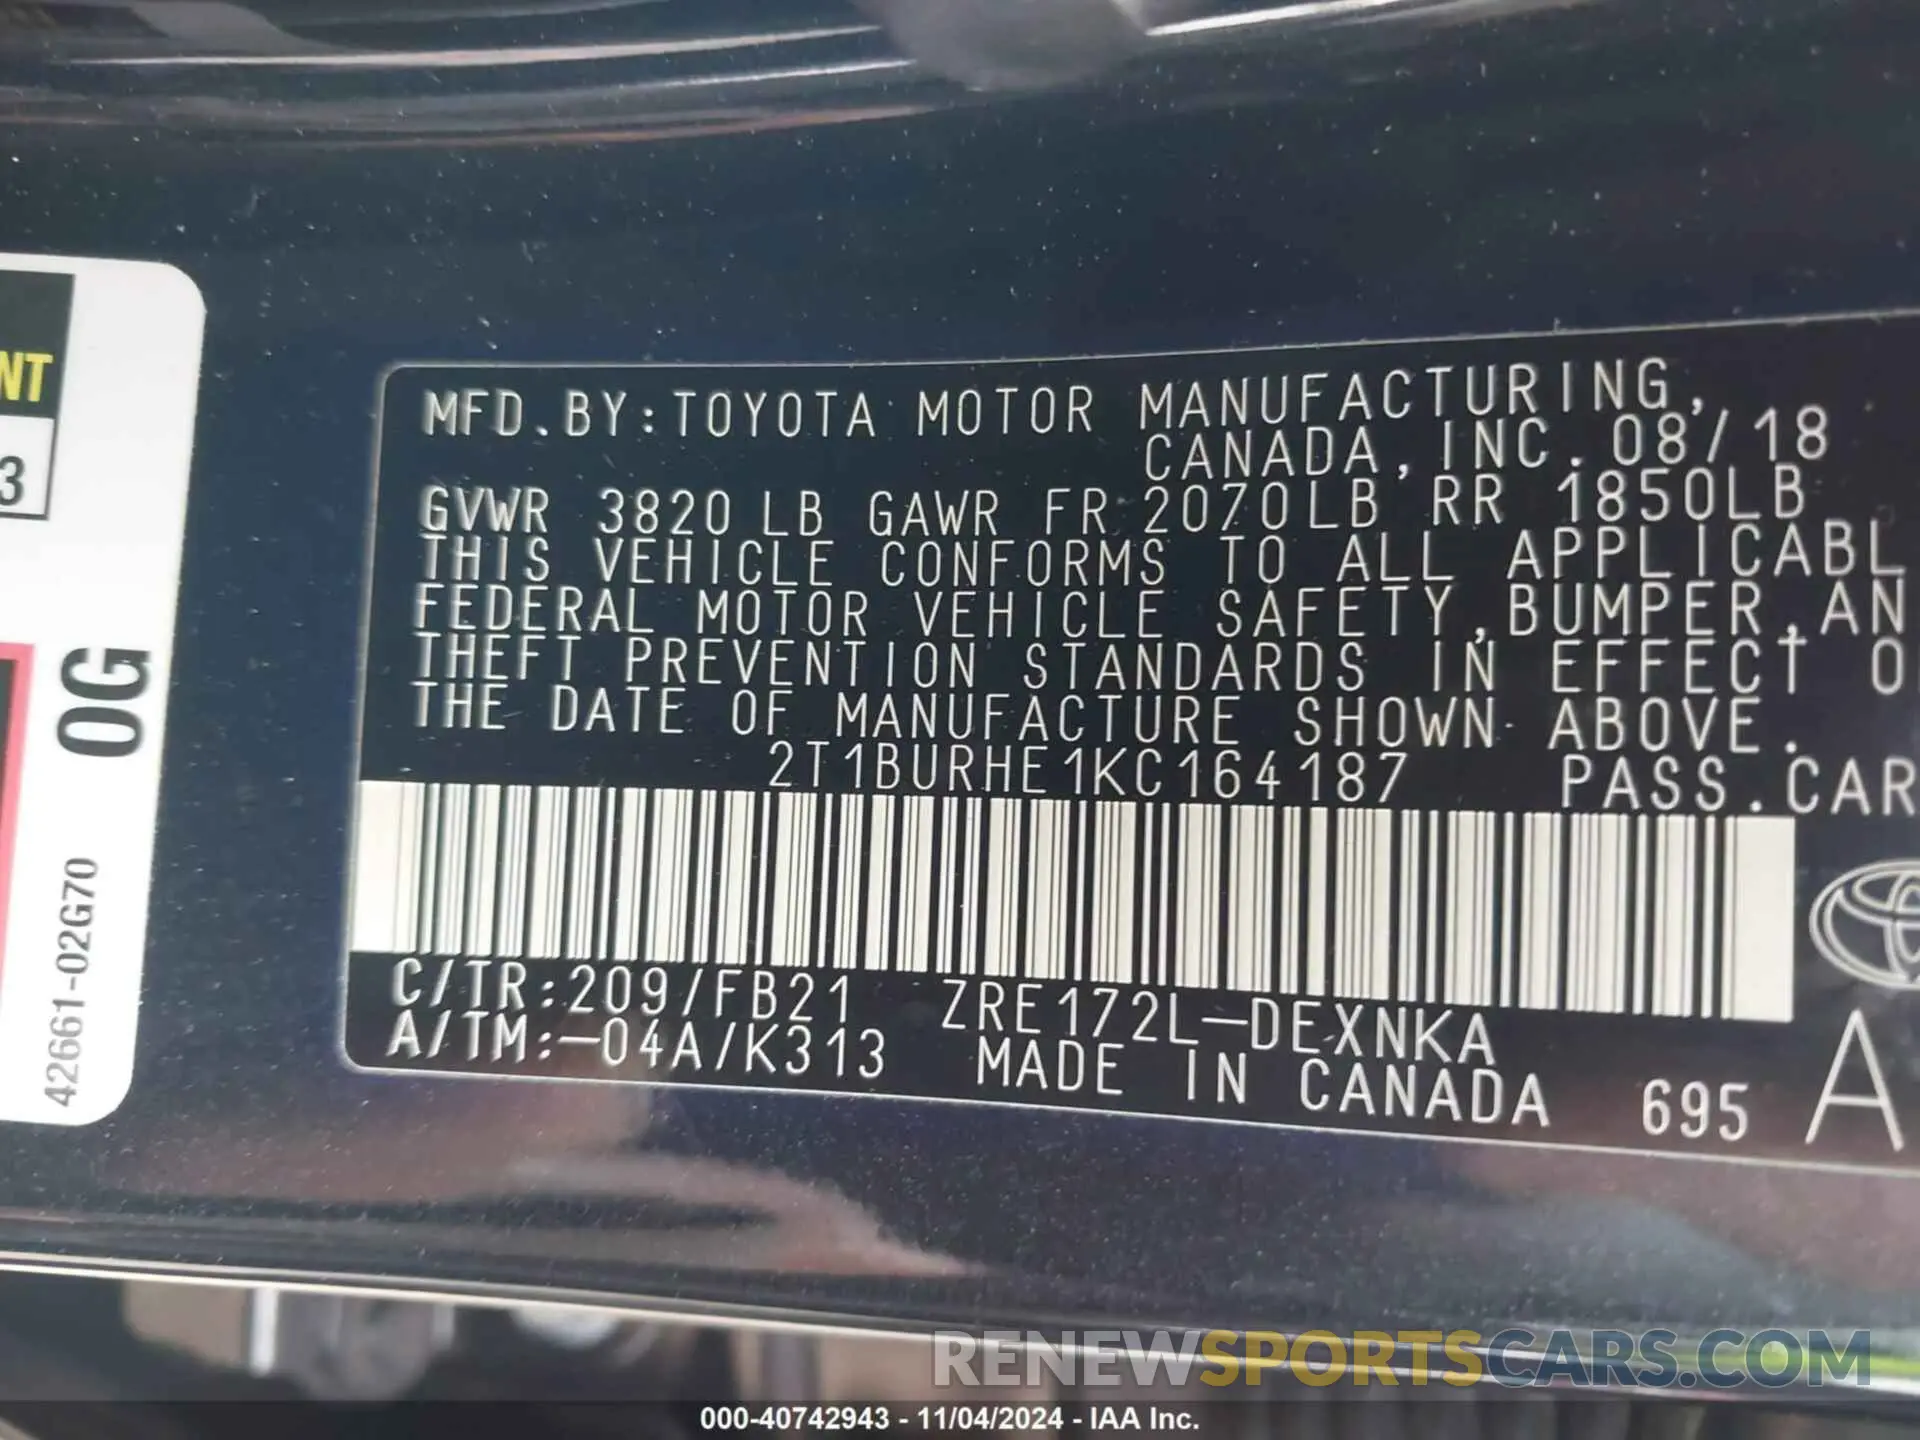 NT
3
0G
42661-02G70
MFD.BY:TOYOTA MOTOR MANUFACTURING,
CANADA, INC. 08/18
GVWR 3820LB GAWR FR 2070LB RR 1850LB
THIS VEHICLE CONFORMS TO ALL APPLICABL
FEDERAL MOTOR VEHICLE SAFETY, BUMPER, AN
THEFT PREVENTION STANDARDS IN EFFECT O
THE DATE OF MANUFACTURE SHOWN ABOVE.
2T1BURHE1KC164187 PASS.CAR
C/TR:209/FB21 ZRE172L-DEXNKA
A/TM:-04A/K313 MADE IN CANADA 695 A
RENEWSPORTSCARS.COM
000-40742943 - 11/04/2024 - IAA Inc.